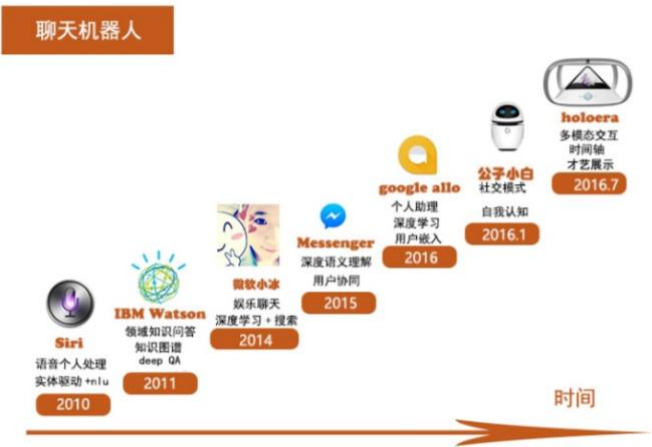 聊天机器人
Siri
语音个人处理
实体驱动+nlu
2010
IBM Watson
领域知识问答
知识图谱
deep QA
2011
微软小冰
娱乐聊天
深度学习+搜索
2014
Messenger
深度语义理解
用户协同
2015
google allo
个人助理
深度学习
用户嵌入
2016
公子小白
社交模式
自我认知
2016.1
holoera
多模态交互
时间轴
才艺展示
2016.7
时间